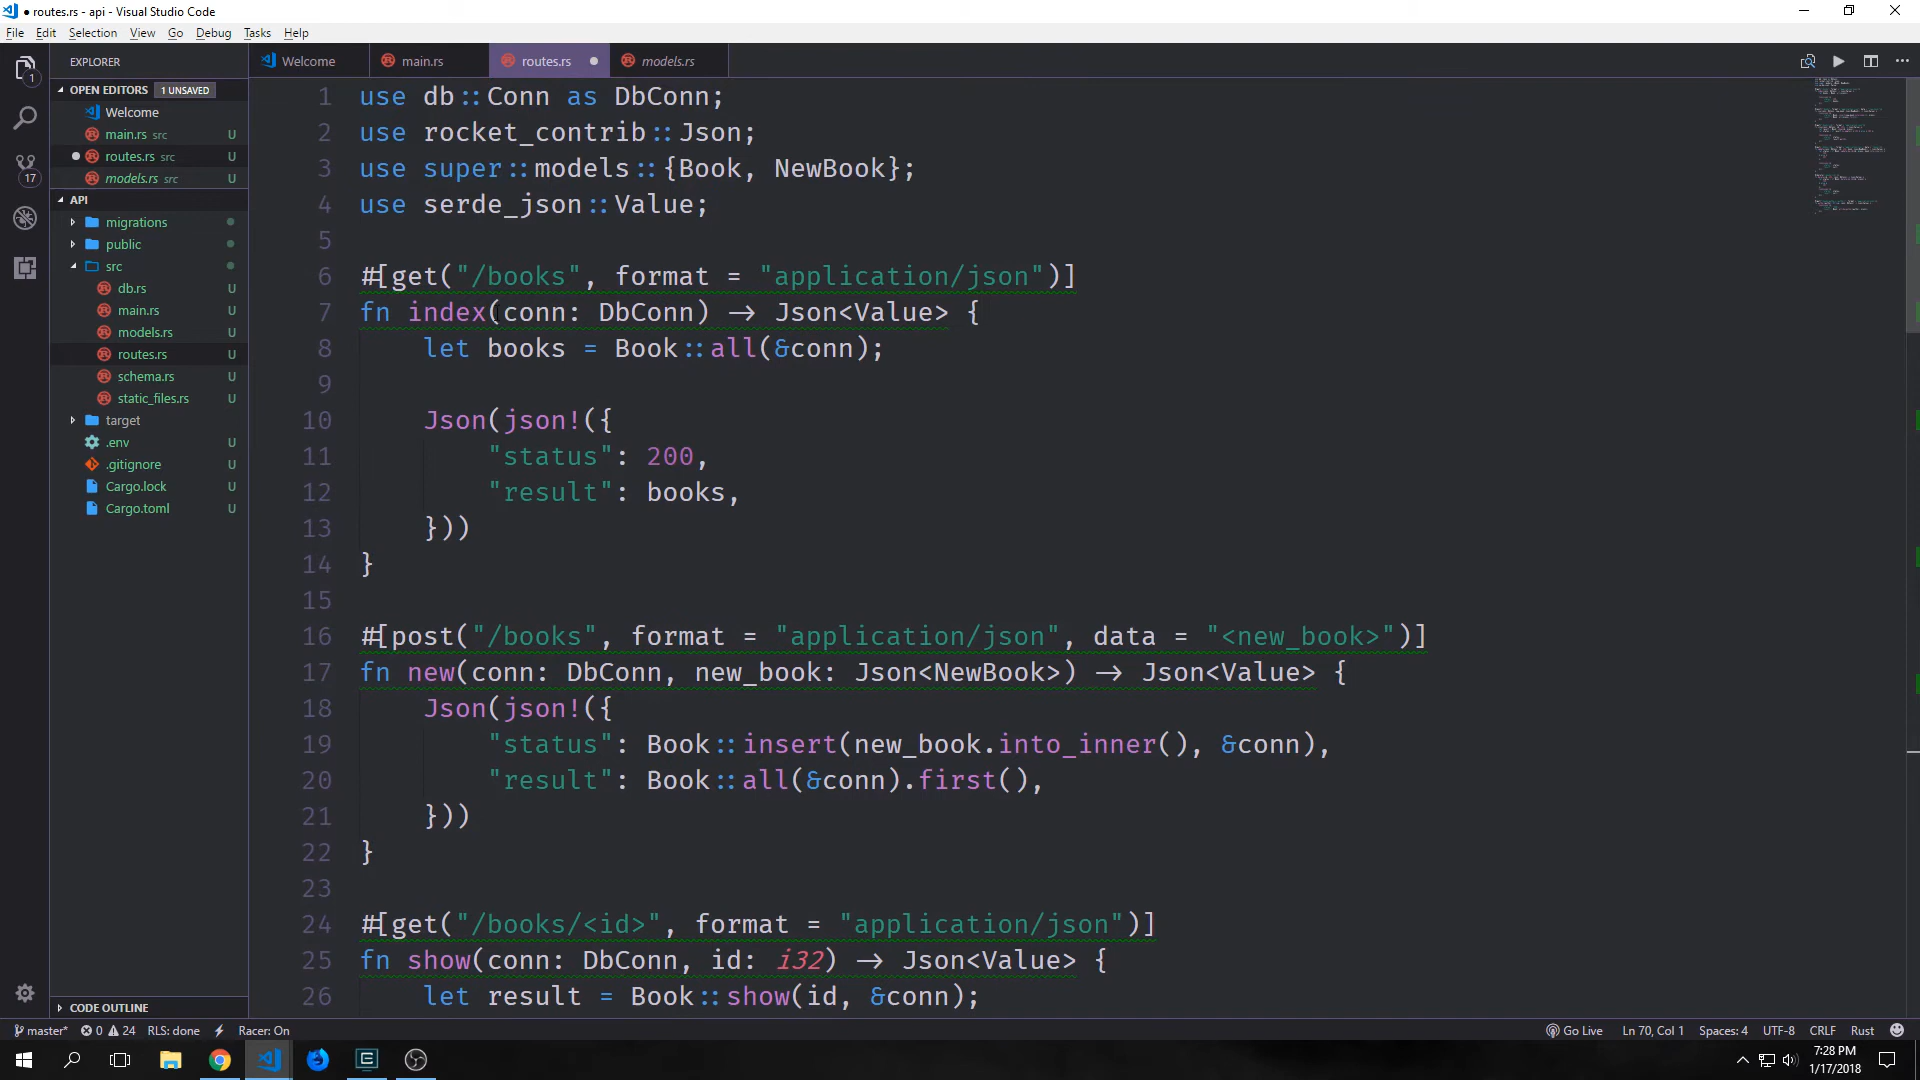 routes.rs - api - Visual Studio Code
File Edit Selection View Go Debug Tasks Help
EXPLORER
OPEN EDITORS 1 UNSAVED
Welcome
main.rs src U
routes.rs src U
models.rs src U
API
migrations
public
src
db.rs U
main.rs U
models.rs U
routes.rs U
schema.rs U
static_files.rs U
target
.env U
.gitignore U
Cargo.lock U
Cargo.toml U
CODE OUTLINE
1
17
Welcome main.rs routes.rs models.rs
1 use db::Conn as DbConn;
2 use rocket_contrib::Json;
3 use super::models::{Book, NewBook};
4 use serde_json::Value;
5
6 #[get("/books", format = "application/json")]
7 fn index(conn: DbConn) -> Json<Value> {
8 let books = Book::all(&conn);
9
10 Json(json!({
11 "status": 200,
12 "result": books,
13 }))
14 }
15
16 #[post("/books", format = "application/json", data = "<new_book>")]
17 fn new(conn: DbConn, new_book: Json<NewBook>) -> Json<Value> {
18 Json(json!({
19 "status": Book::insert(new_book.into_inner(), &conn),
20 "result": Book::all(&conn).first(),
21 }))
22 }
23
24 #[get("/books/<id>", format = "application/json")]
25 fn show(conn: DbConn, id: i32) -> Json<Value> {
26 let result = Book::show(id, &conn);
master* 0 24 RLS: done Racer: On Go Live Ln 70, Col 1 Spaces: 4 UTF-8 CRLF Rust
7:28 PM
1/17/2018